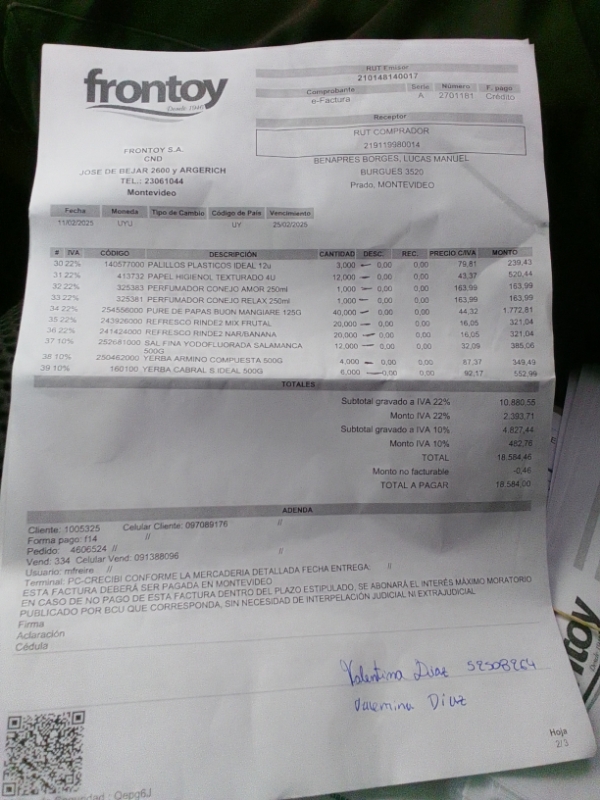 frontoy
Desde 1944
RUT Emisor
210148140017
Comprobante Serie Número F. pago
e-Factura A 2701181 Crédito
Receptor
RUT COMPRADOR
219119980014
BENAPRES BORGES, LUCAS MANUEL
BURGUES 3520
Prado, MONTEVIDEO
FRONTOY S.A.
CND
JOSE DE BEJAR 2600 y ARGERICH
TEL.: 23061044
Montevideo
Fecha Moneda Tipo de Cambio Código de País Vencimiento
11/02/2025 UYU UY 25/02/2025
# IVA CÓDIGO DESCRIPCIÓN CANTIDAD DESC. REC. PRECIO C/IVA MONTO
30 22% 140577000 PALILLOS PLASTICOS IDEAL 12u 3,000 0,00 0,00 79,81 239,43
31 22% 413732 PAPEL HIGIENOL TEXTURADO 4U 12,000 0,00 0,00 43,37 520,44
32 22% 325383 PERFUMADOR CONEJO AMOR 250ml 1,000 0,00 0,00 163,99 163,99
33 22% 325381 PERFUMADOR CONEJO RELAX 250ml 1,000 0,00 0,00 163,99 163,99
34 22% 254556000 PURE DE PAPAS BUON MANGIARE 125G 40,000 0,00 0,00 44,32 1.772,81
35 22% 243926000 REFRESCO RINDE2 MIX FRUTAL 20,000 0,00 0,00 16,05 321,04
36 22% 241424000 REFRESCO RINDE2 NAR/BANANA 20,000 0,00 0,00 16,05 321,04
37 10% 252681000 SAL FINA YODOFLUOGRADA SALAMANCA 12,000 0,00 0,00 32,09 385,06
500G
38 10% 250462000 YERBA ARMINO COMPUESTA 500G 4,000 0,00 0,00 87,37 349,49
39 10% 160100 YERBA CABRAL S.IDEAL 500G 6,000 0,00 0,00 92,17 552,99
TOTALES
Subtotal gravado a IVA 22% 10.880,55
Monto IVA 22% 2.393,71
Subtotal gravado a IVA 10% 4.827,44
Monto IVA 10% 482,76
TOTAL 18.584,46
Monto no facturable -0,46
TOTAL A PAGAR 18.584,00
ADENDA
Cliente: 1005325 Celular Cliente: 097089176 //
Forma pago: f14
Pedido: 4606524 //
Vend: 334 Celular Vend: 091388096 //
Usuario: mfreire //
Terminal: PC-CRECIBI CONFORME LA MERCADERIA DETALLADA FECHA ENTREGA: //
ESTA FACTURA DEBERÁ SER PAGADA EN MONTEVIDEO
EN CASO DE NO PAGO DE ESTA FACTURA DENTRO DEL PLAZO ESTIPULADO, SE ABONARÁ EL INTERÉS MÁXIMO MORATORIO
PUBLICADO POR BCU QUE CORRESPONDA, SIN NECESIDAD DE INTERPELACIÓN JUDICIAL NI EXTRAJUDICIAL
Firma
Aclaración
Cédula
Valentina Diaz
Valentina Díaz
Hoja
2/3
Seguridad : Qepg6J